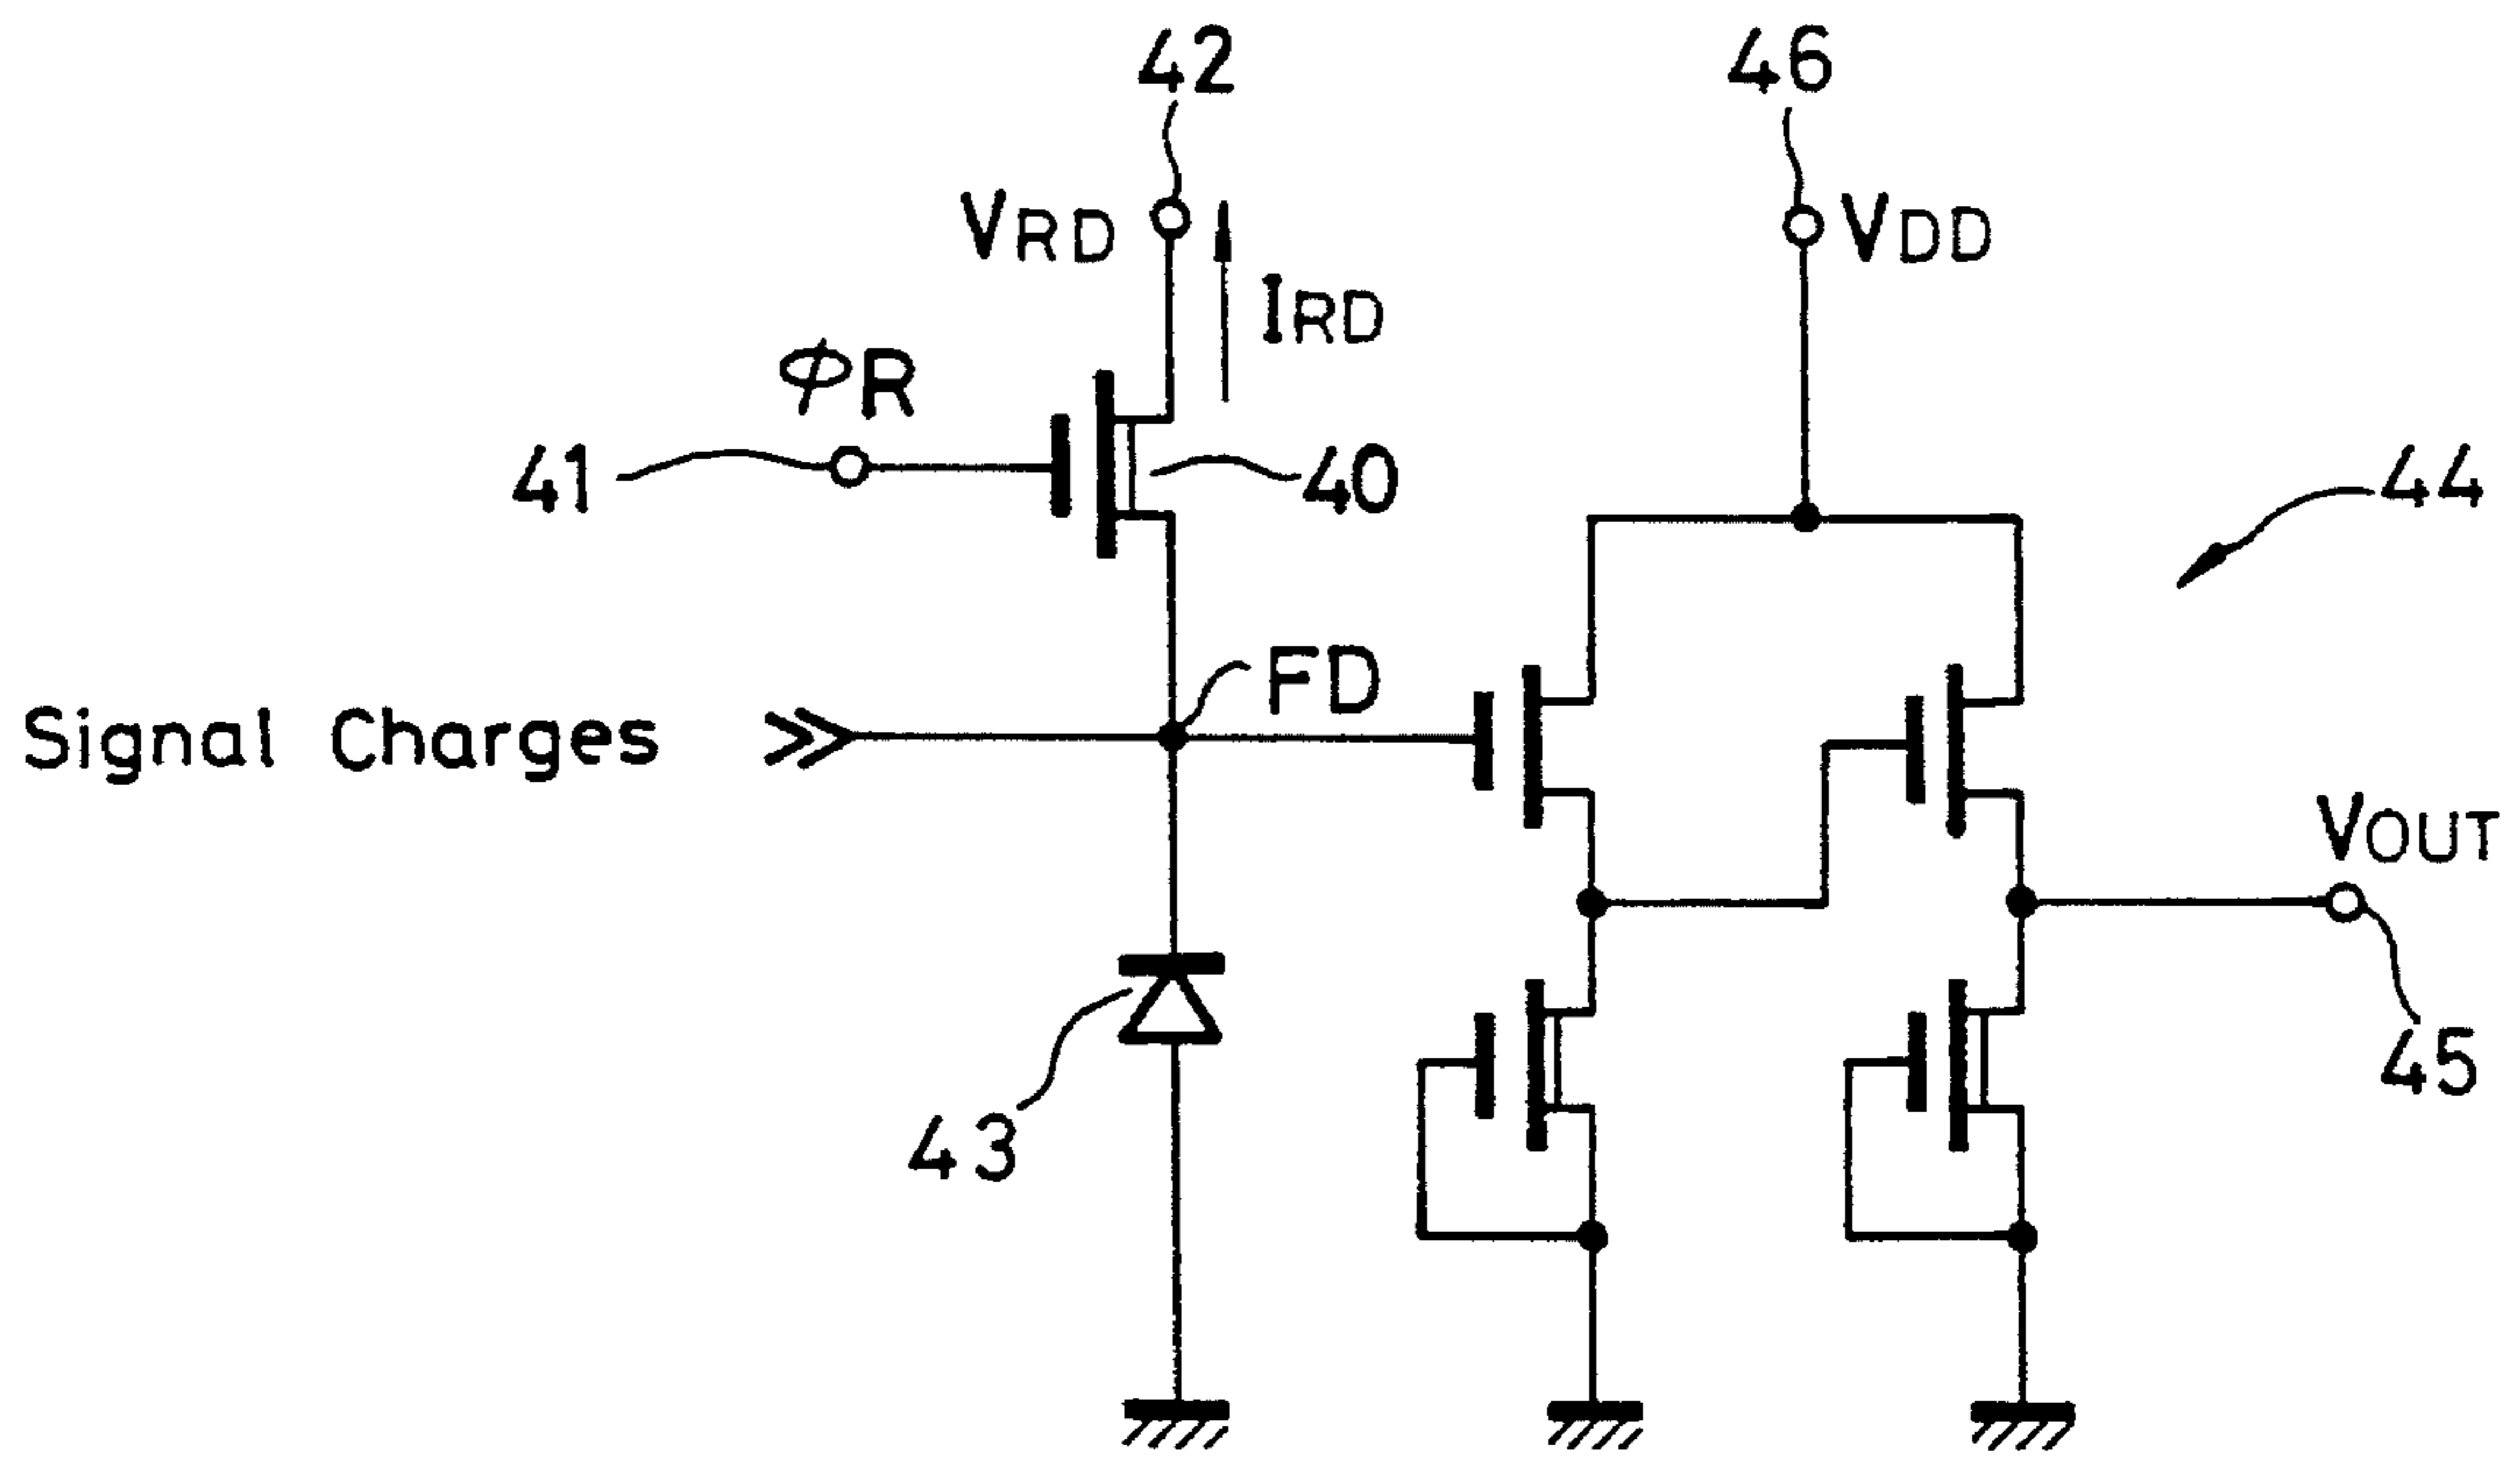 42
46
VRD
VDD
IRD
φR
41
40
44
FD
Signal Charges
VOUT
43
45